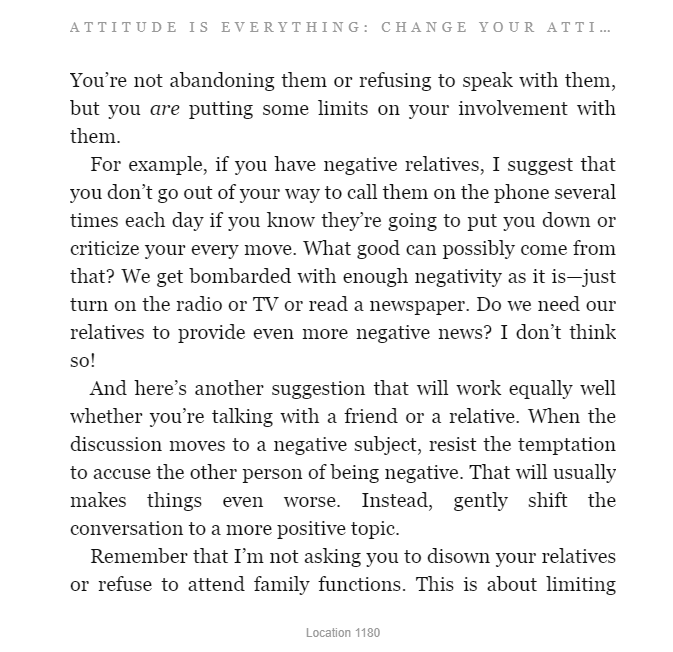 ATTITUDE IS EVERYTHING: CHANGE YOUR ATTI…
You’re not abandoning them or refusing to speak with them,
but you are putting some limits on your involvement with
them.
For example, if you have negative relatives, I suggest that
you don’t go out of your way to call them on the phone several
times each day if you know they’re going to put you down or
criticize your every move. What good can possibly come from
that? We get bombarded with enough negativity as it is—just
turn on the radio or TV or read a newspaper. Do we need our
relatives to provide even more negative news? I don’t think
so!
And here’s another suggestion that will work equally well
whether you’re talking with a friend or a relative. When the
discussion moves to a negative subject, resist the temptation
to accuse the other person of being negative. That will usually
makes things even worse. Instead, gently shift the
conversation to a more positive topic.
Remember that I’m not asking you to disown your relatives
or refuse to attend family functions. This is about limiting
Location 1180